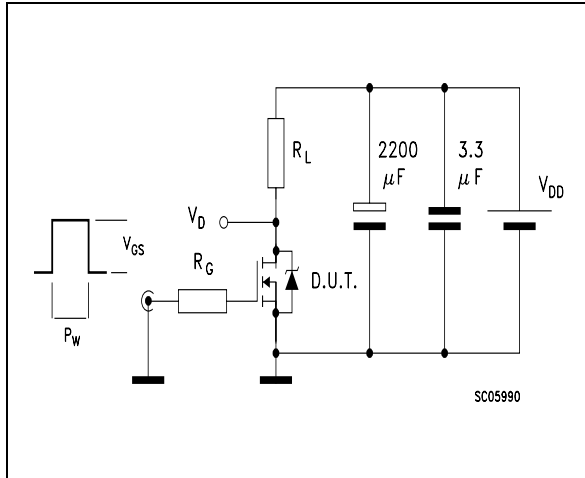 R_L
2200
μF
3.3
μF
V_DD
V_D
V_GS
R_G
D.U.T.
P_W
SC05990